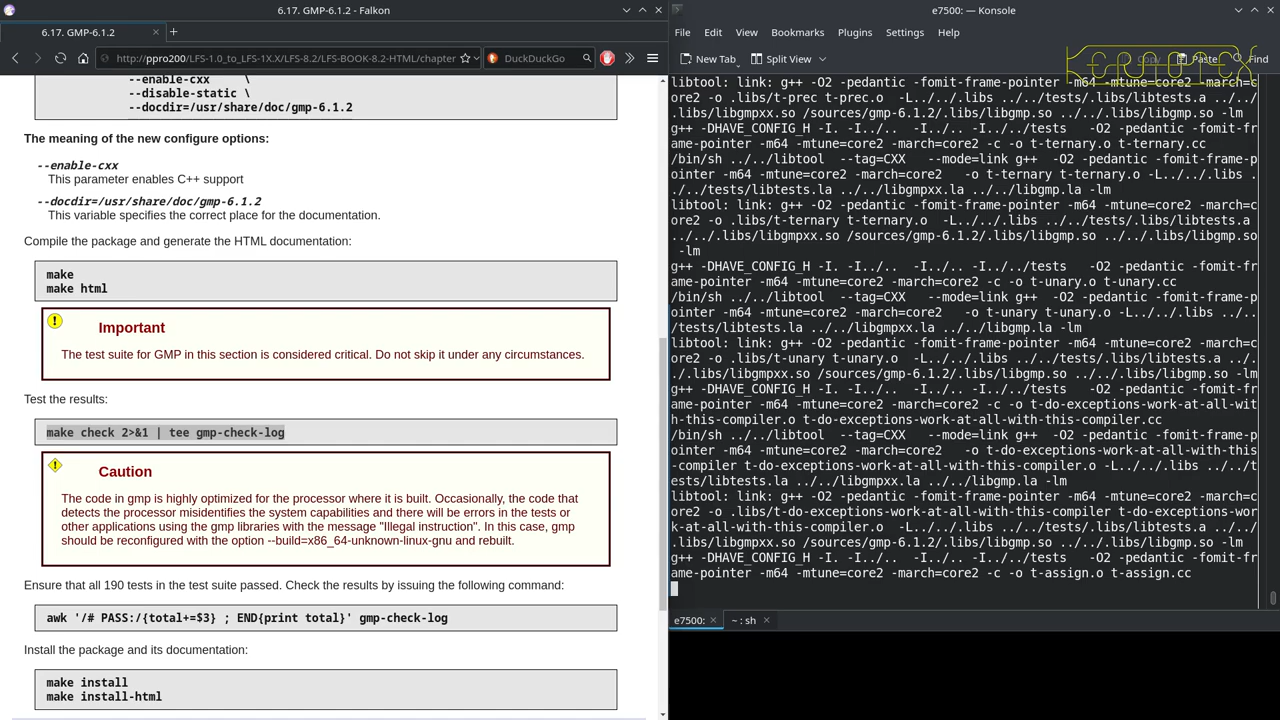 6.17. GMP-6.1.2 - Falkon
6.17. GMP-6.1.2
http://ppro200/LFS-1.0_to_LFS-1X.X/LFS-8.2/LFS-BOOK-8.2-HTML/chapter
DuckDuckGo
--enable-cxx    \
--disable-static \
--docdir=/usr/share/doc/gmp-6.1.2
The meaning of the new configure options:
--enable-cxx
This parameter enables C++ support
--docdir=/usr/share/doc/gmp-6.1.2
This variable specifies the correct place for the documentation.
Compile the package and generate the HTML documentation:
make
make html
Important
The test suite for GMP in this section is considered critical. Do not skip it under any circumstances.
Test the results:
make check 2>&1 | tee gmp-check-log
Caution
The code in gmp is highly optimized for the processor where it is built. Occasionally, the code that
detects the processor misidentifies the system capabilities and there will be errors in the tests or
other applications using the gmp libraries with the message "Illegal instruction". In this case, gmp
should be reconfigured with the option --build=x86_64-unknown-linux-gnu and rebuilt.
Ensure that all 190 tests in the test suite passed. Check the results by issuing the following command:
awk '/# PASS:/{total+=$3} ; END{print total}' gmp-check-log
Install the package and its documentation:
make install
make install-html
e7500: — Konsole
File Edit View Bookmarks Plugins Settings Help
New Tab Split View Copy Paste Find
libtool: link: g++ -O2 -pedantic -fomit-frame-pointer -m64 -mtune=core2 -march=c
ore2 -o .libs/t-prec t-prec.o  -L../../.libs ../../tests/.libs/libtests.a ../../
.libs/libgmpxx.so /sources/gmp-6.1.2/.libs/libgmp.so ../../.libs/libgmp.so -lm
g++ -DHAVE_CONFIG_H -I. -I../.. -I../../tests   -O2 -pedantic -fomit-fr
ame-pointer -m64 -mtune=core2 -march=core2 -c -o t-ternary.o t-ternary.cc
/bin/sh ../../libtool  --tag=CXX   --mode=link g++  -O2 -pedantic -fomit-frame-p
ointer -m64 -mtune=core2 -march=core2   -o t-ternary t-ternary.o -L../../.libs .
./../tests/libtests.la ../../libgmpxx.la ../../libgmp.la -lm
libtool: link: g++ -O2 -pedantic -fomit-frame-pointer -m64 -mtune=core2 -march=c
ore2 -o .libs/t-ternary t-ternary.o  -L../../.libs ../../tests/.libs/libtests.a
../../.libs/libgmpxx.so /sources/gmp-6.1.2/.libs/libgmp.so ../../.libs/libgmp.so
-lm
g++ -DHAVE_CONFIG_H -I. -I../.. -I../../tests   -O2 -pedantic -fomit-fr
ame-pointer -m64 -mtune=core2 -march=core2 -c -o t-unary.o t-unary.cc
/bin/sh ../../libtool  --tag=CXX   --mode=link g++  -O2 -pedantic -fomit-frame-p
ointer -m64 -mtune=core2 -march=core2   -o t-unary t-unary.o -L../../.libs ../..
/tests/libtests.la ../../libgmpxx.la ../../libgmp.la -lm
libtool: link: g++ -O2 -pedantic -fomit-frame-pointer -m64 -mtune=core2 -march=c
ore2 -o .libs/t-unary t-unary.o  -L../../.libs ../../tests/.libs/libtests.a ../.
./.libs/libgmpxx.so /sources/gmp-6.1.2/.libs/libgmp.so ../../.libs/libgmp.so -lm
g++ -DHAVE_CONFIG_H -I. -I../.. -I../../tests   -O2 -pedantic -fomit-fr
ame-pointer -m64 -mtune=core2 -march=core2 -c -o t-do-exceptions-work-at-all-wit
h-this-compiler.o t-do-exceptions-work-at-all-with-this-compiler.cc
/bin/sh ../../libtool  --tag=CXX   --mode=link g++  -O2 -pedantic -fomit-frame-p
ointer -m64 -mtune=core2 -march=core2   -o t-do-exceptions-work-at-all-with-this
-compiler t-do-exceptions-work-at-all-with-this-compiler.o -L../../.libs ../../t
ests/libtests.la ../../libgmpxx.la ../../libgmp.la -lm
libtool: link: g++ -O2 -pedantic -fomit-frame-pointer -m64 -mtune=core2 -march=c
ore2 -o .libs/t-do-exceptions-work-at-all-with-this-compiler t-do-exceptions-wor
k-at-all-with-this-compiler.o  -L../../.libs ../../tests/.libs/libtests.a ../../
.libs/libgmpxx.so /sources/gmp-6.1.2/.libs/libgmp.so ../../.libs/libgmp.so -lm
g++ -DHAVE_CONFIG_H -I. -I../.. -I../../tests   -O2 -pedantic -fomit-fr
ame-pointer -m64 -mtune=core2 -march=core2 -c -o t-assign.o t-assign.cc
e7500: ~ : sh